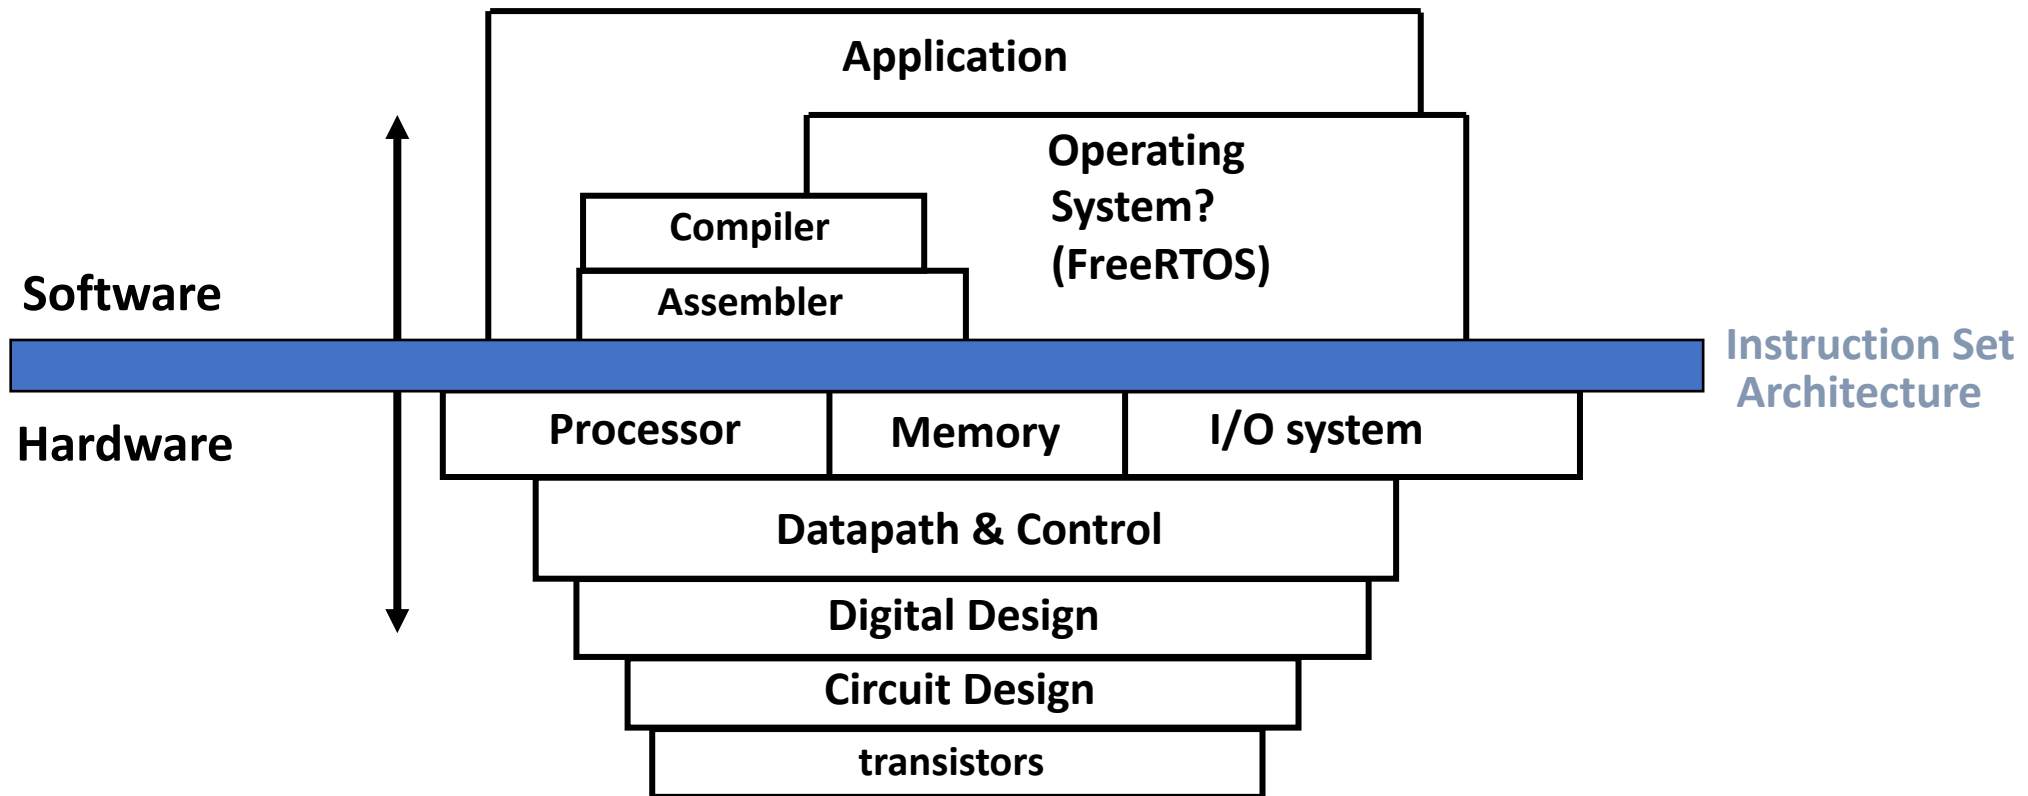 Application
Operating
System?
(FreeRTOS)
Compiler
Assembler
Software
Instruction Set
Architecture
Hardware
Processor
Memory
I/O system
Datapath & Control
Digital Design
Circuit Design
transistors